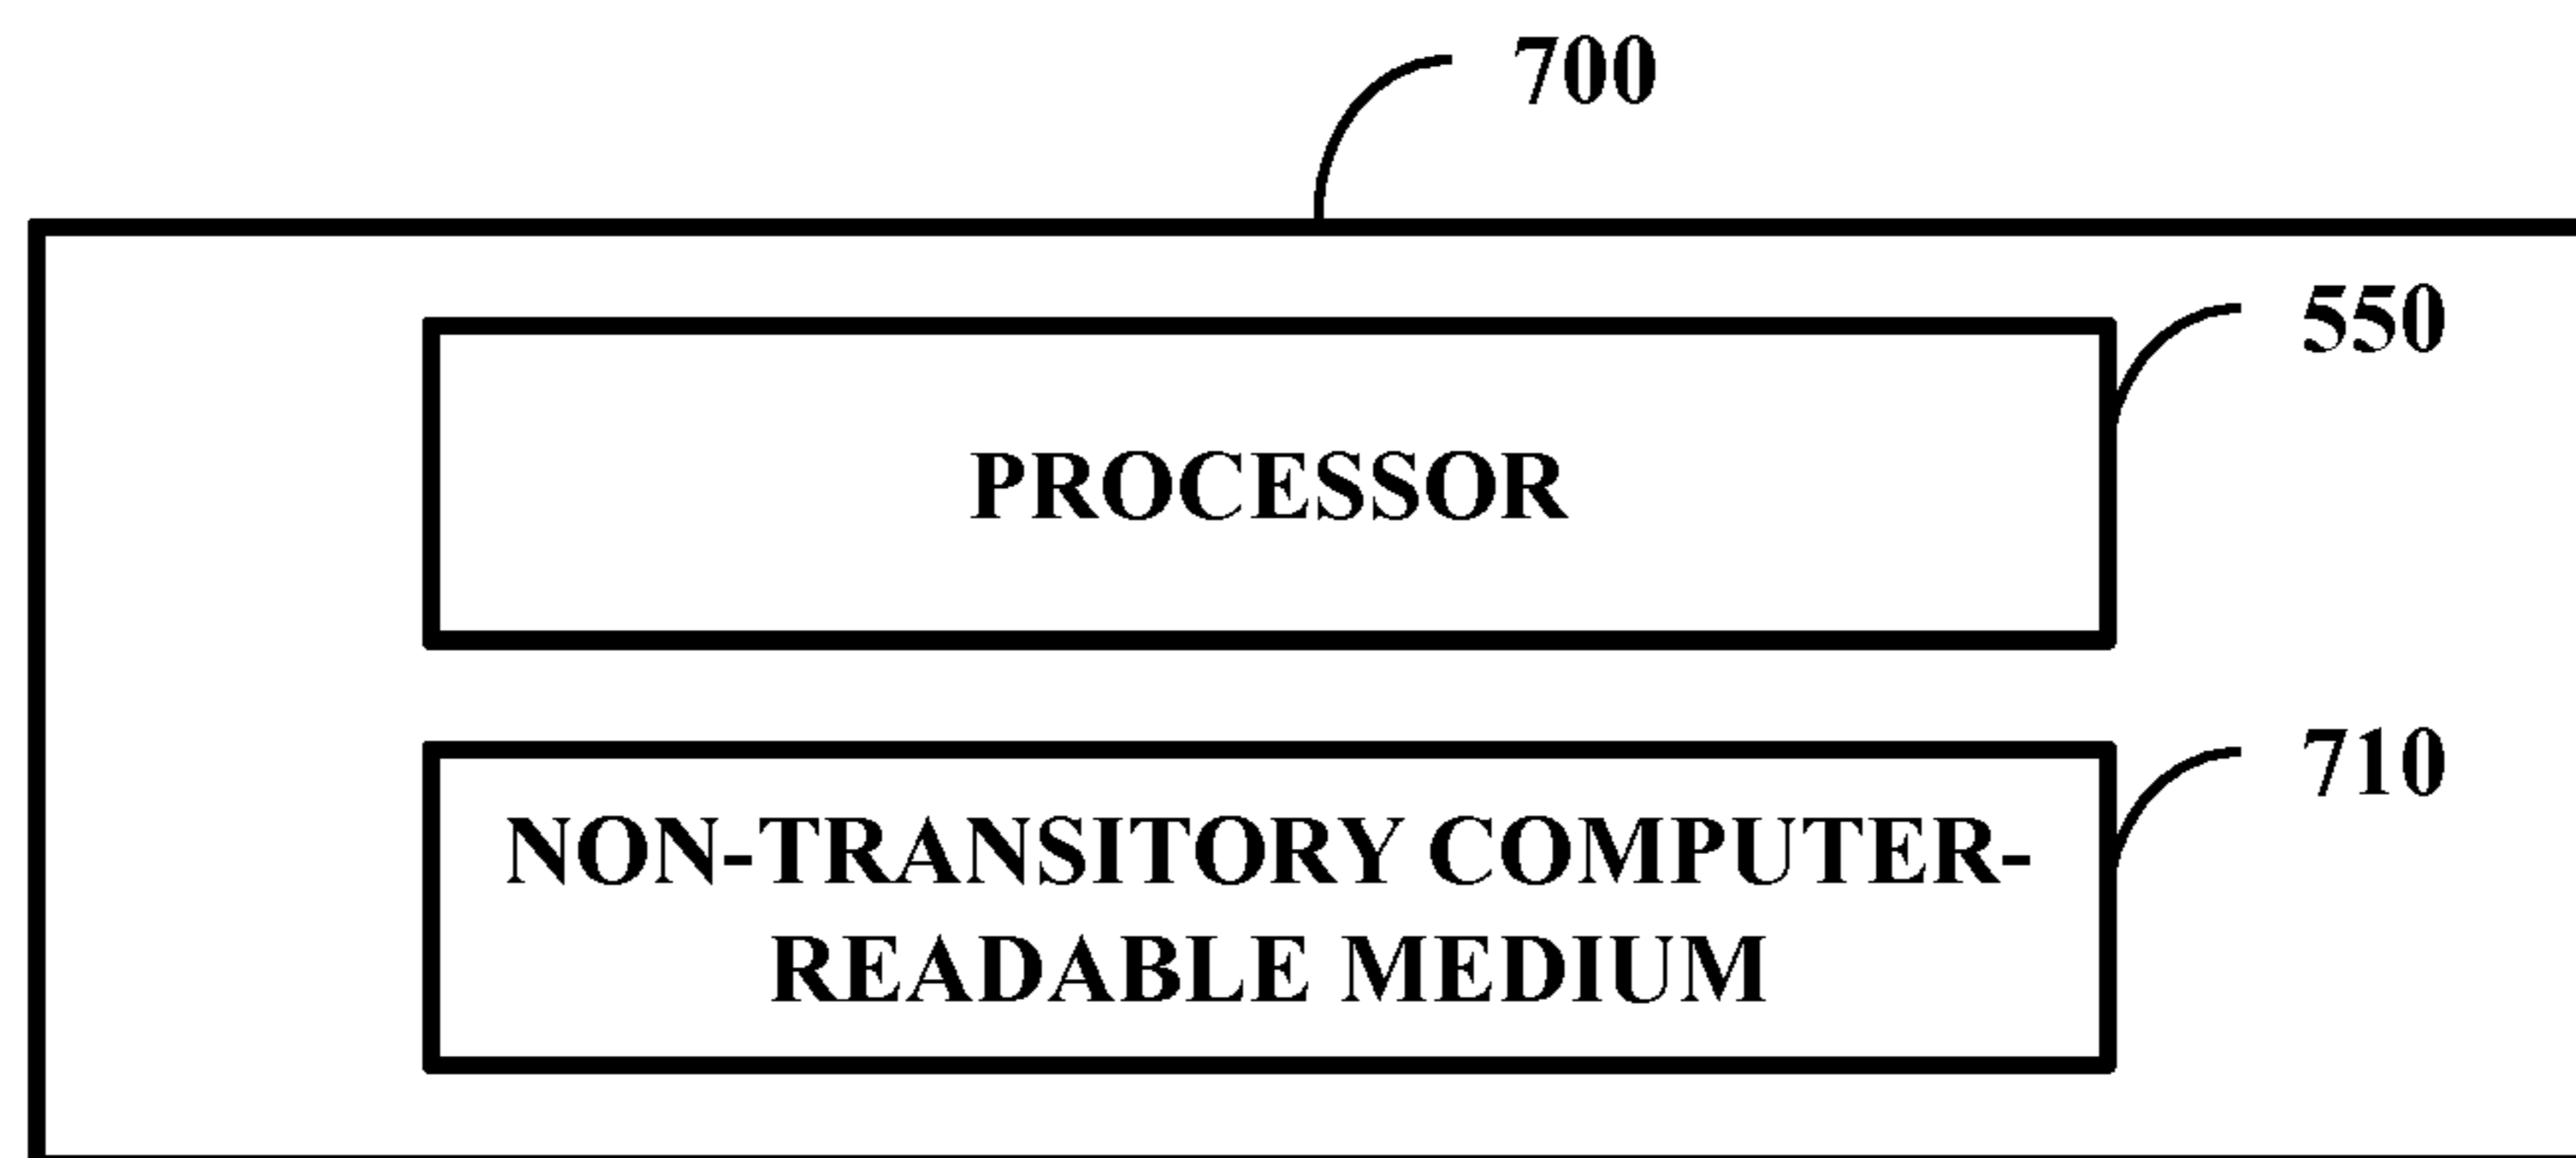 700
550
PROCESSOR
710
NON-TRANSITORY COMPUTER-
READABLE MEDIUM